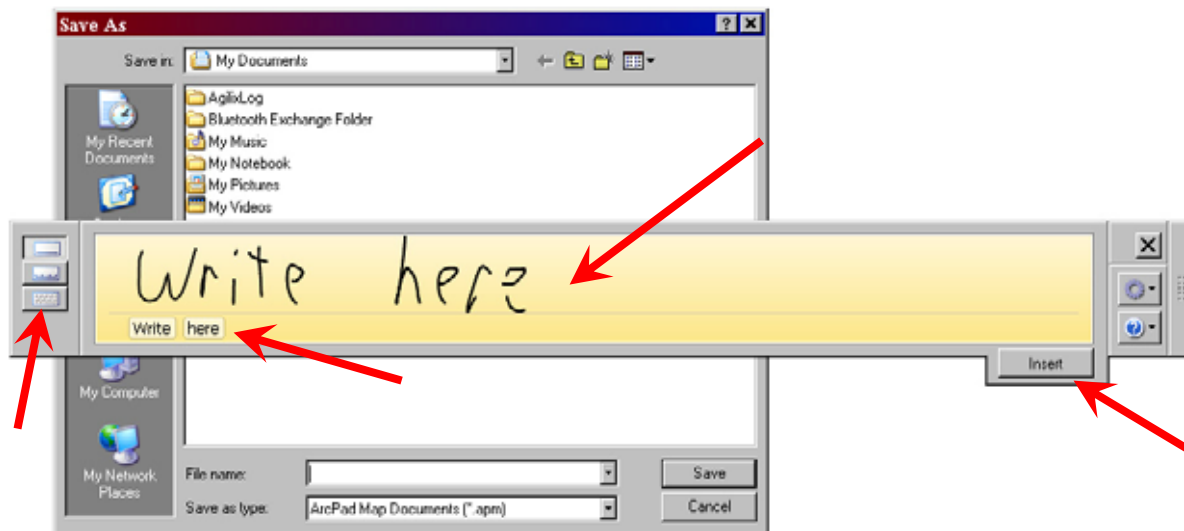 Save As
Save in:
My Documents
AgilixLog
Bluetooth Exchange Folder
My Recent
Documents
My Music
My Notebook
My Pictures
My Videos
Write here
Write here
Insert
My Computer
My Network
Places
File name:
Save
Save as type:
ArcPad Map Documents (*.apm)
Cancel